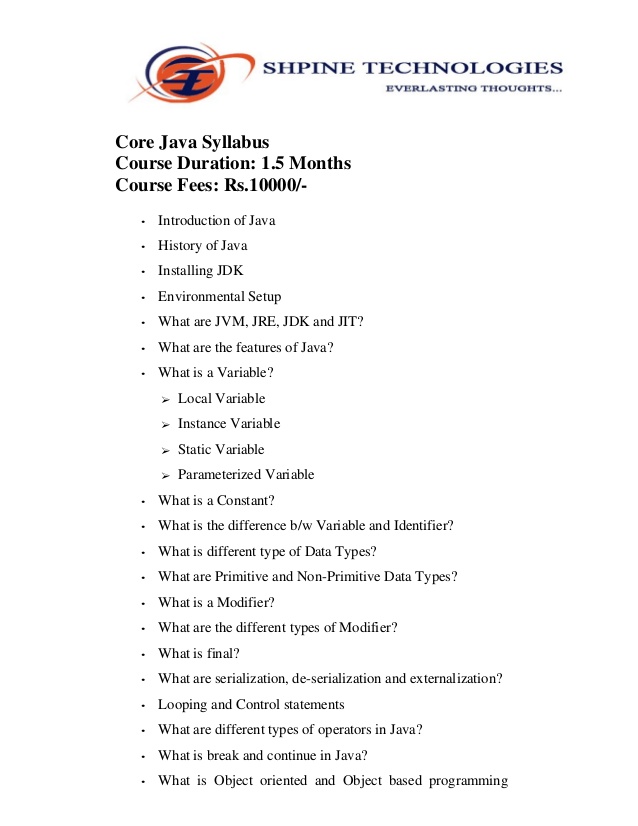 SHPINE TECHNOLOGIES
EVERLASTING THOUGHTS...
Core Java Syllabus
Course Duration: 1.5 Months
Course Fees: Rs.10000/-
• Introduction of Java
• History of Java
• Installing JDK
• Environmental Setup
• What are JVM, JRE, JDK and JIT?
• What are the features of Java?
• What is a Variable?
➢ Local Variable
➢ Instance Variable
➢ Static Variable
➢ Parameterized Variable
• What is a Constant?
• What is the difference b/w Variable and Identifier?
• What is different type of Data Types?
• What are Primitive and Non-Primitive Data Types?
• What is a Modifier?
• What are the different types of Modifier?
• What is final?
• What are serialization, de-serialization and externalization?
• Looping and Control statements
• What are different types of operators in Java?
• What is break and continue in Java?
• What is Object oriented and Object based programming